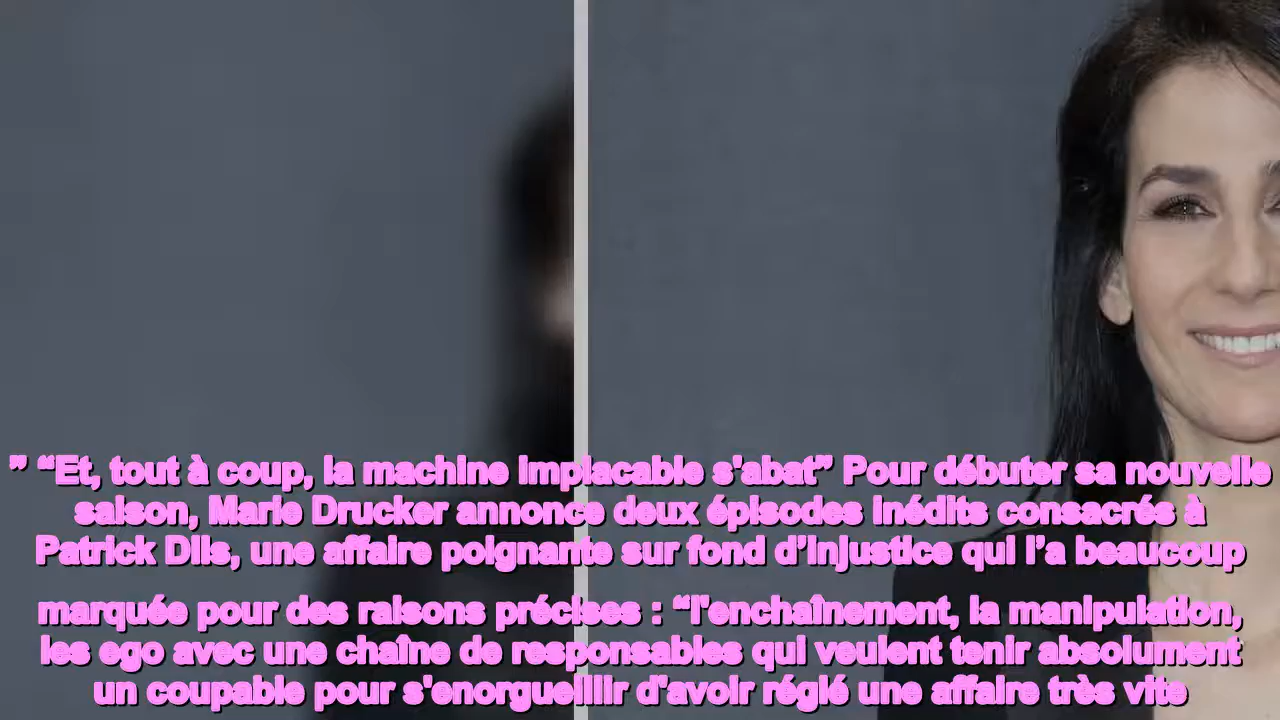 ” “Et, tout à coup, la machine implacable s'abat” Pour débuter sa nouvelle
saison, Marie Drucker annonce deux épisodes inédits consacrés à
Patrick Dils, une affaire poignante sur fond d’injustice qui l’a beaucoup
marquée pour des raisons précises : “l'enchaînement, la manipulation,
les ego avec une chaîne de responsables qui veulent tenir absolument
un coupable pour s'enorgueillir d'avoir réglé une affaire très vite